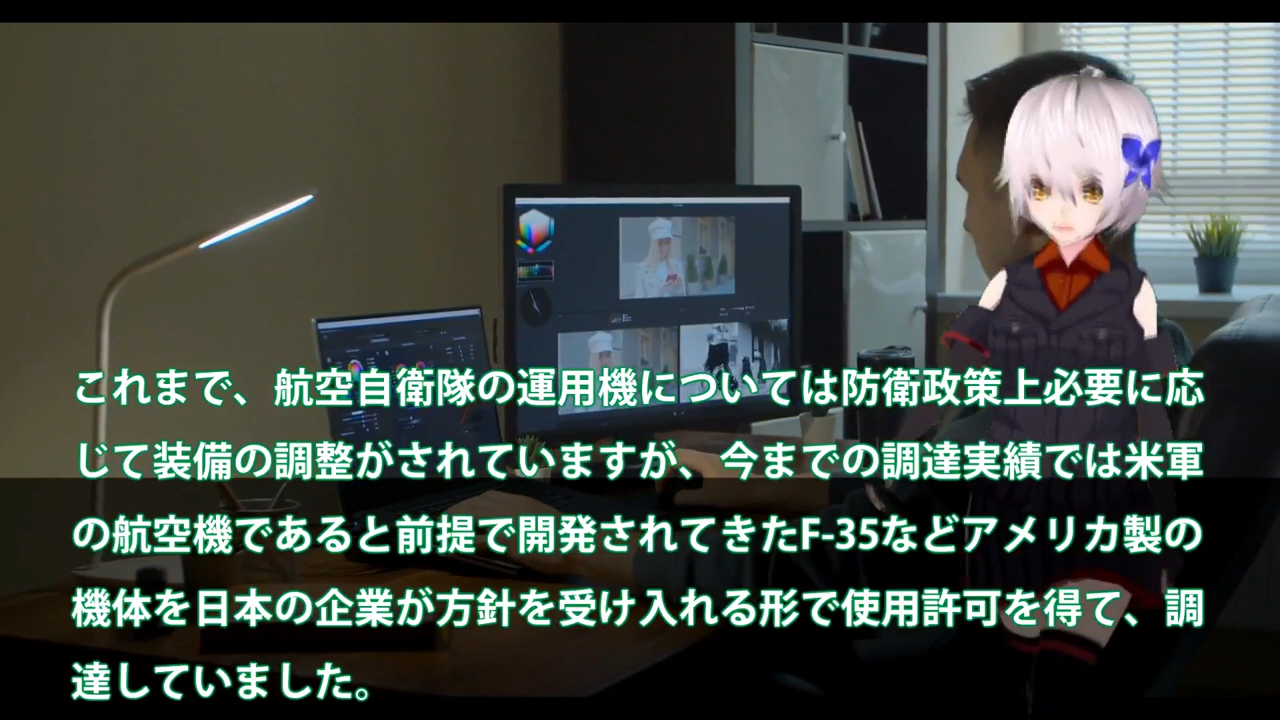 これまで、航空自衛隊の運用機については防衛政策上必要に応
じて装備の調整がされていますが、今までの調達実績では米軍
の航空機であると前提で開発されてきたF-35などアメリカ製の
機体を日本の企業が方針を受け入れる形で使用許可を得て、調
達していました。